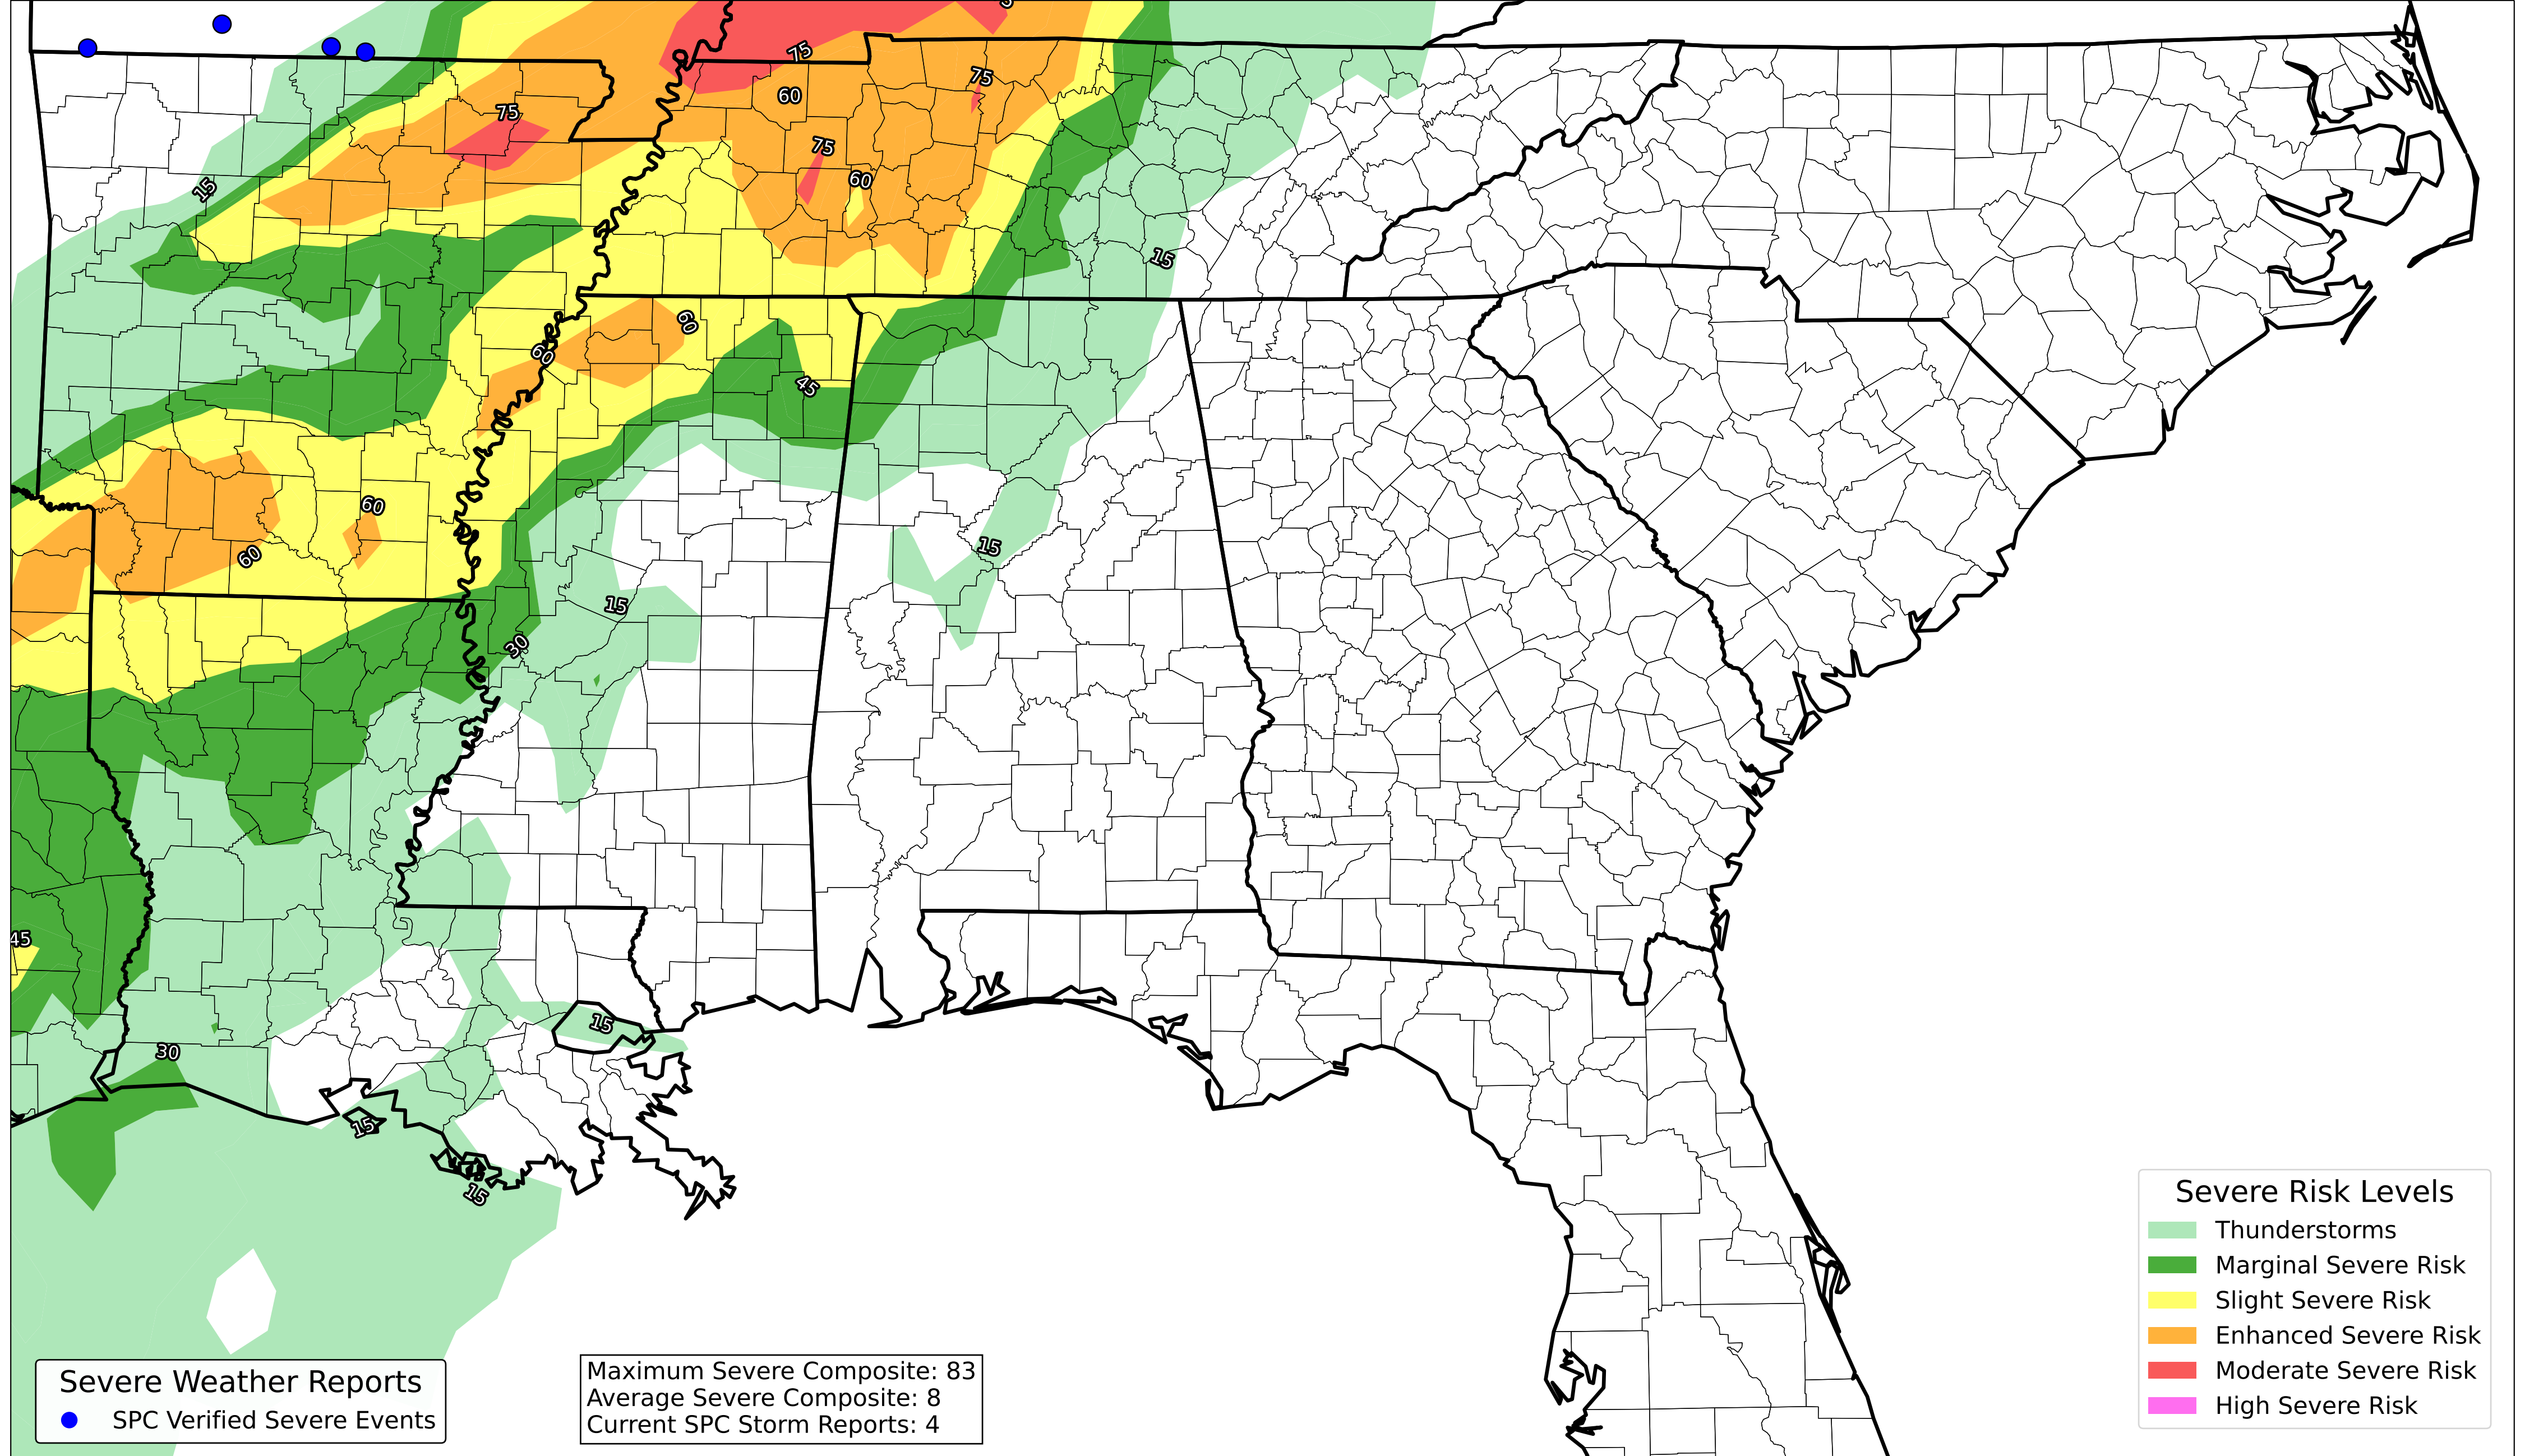 75
75
60
75
75
60
15
15
60
60
45
60
60
15
15
30
45
15
30
15
15
Severe Risk Levels
Thunderstorms
Marginal Severe Risk
Slight Severe Risk
Enhanced Severe Risk
Moderate Severe Risk
High Severe Risk
Severe Weather Reports
SPC Verified Severe Events
Maximum Severe Composite: 83
Average Severe Composite: 8
Current SPC Storm Reports: 4